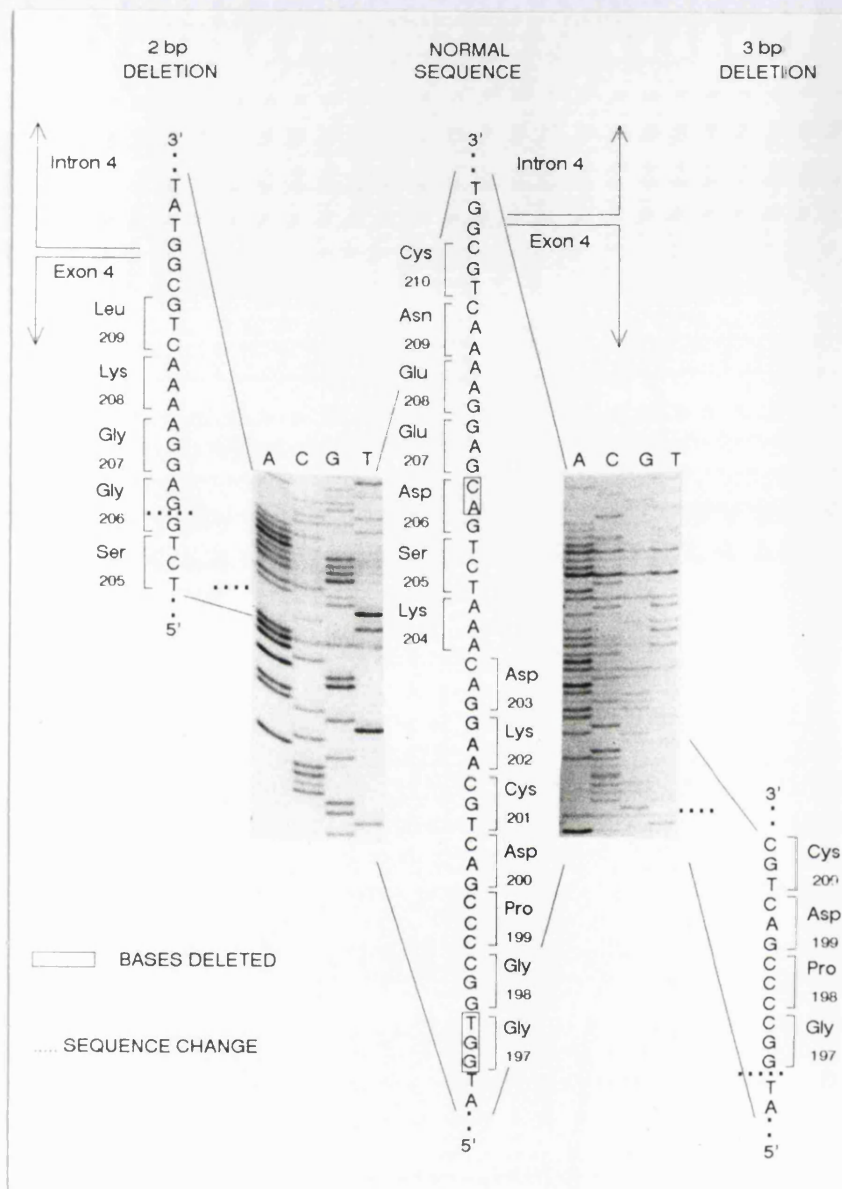 2 bp
DELETION
NORMAL
SEQUENCE
3 bp
DELETION
3'
Intron 4
Exon 4
T
A
T
G
G
C
G
T
C
A
A
A
A
G
G
A
G
G
T
C
T
5'
Leu
209
Lys
208
Gly
207
Gly
206
Ser
205
A C G T
3'
Intron 4
Exon 4
T
G
G
C
G
T
C
A
A
A
A
G
G
A
G
C
A
G
T
C
T
A
A
A
C
A
G
G
A
A
C
G
T
C
A
G
C
C
C
C
G
G
T
G
G
T
A
5'
Cys
210
Asn
209
Glu
208
Glu
207
Asp
206
Ser
205
Lys
204
Asp
203
Lys
202
Cys
201
Asp
200
Pro
199
Gly
198
Gly
197
A C G T
3'
C
G
T
C
A
G
C
C
C
C
G
G
T
A
5'
Cys
209
Asp
199
Pro
198
Gly
197
BASES DELETED
..... SEQUENCE CHANGE